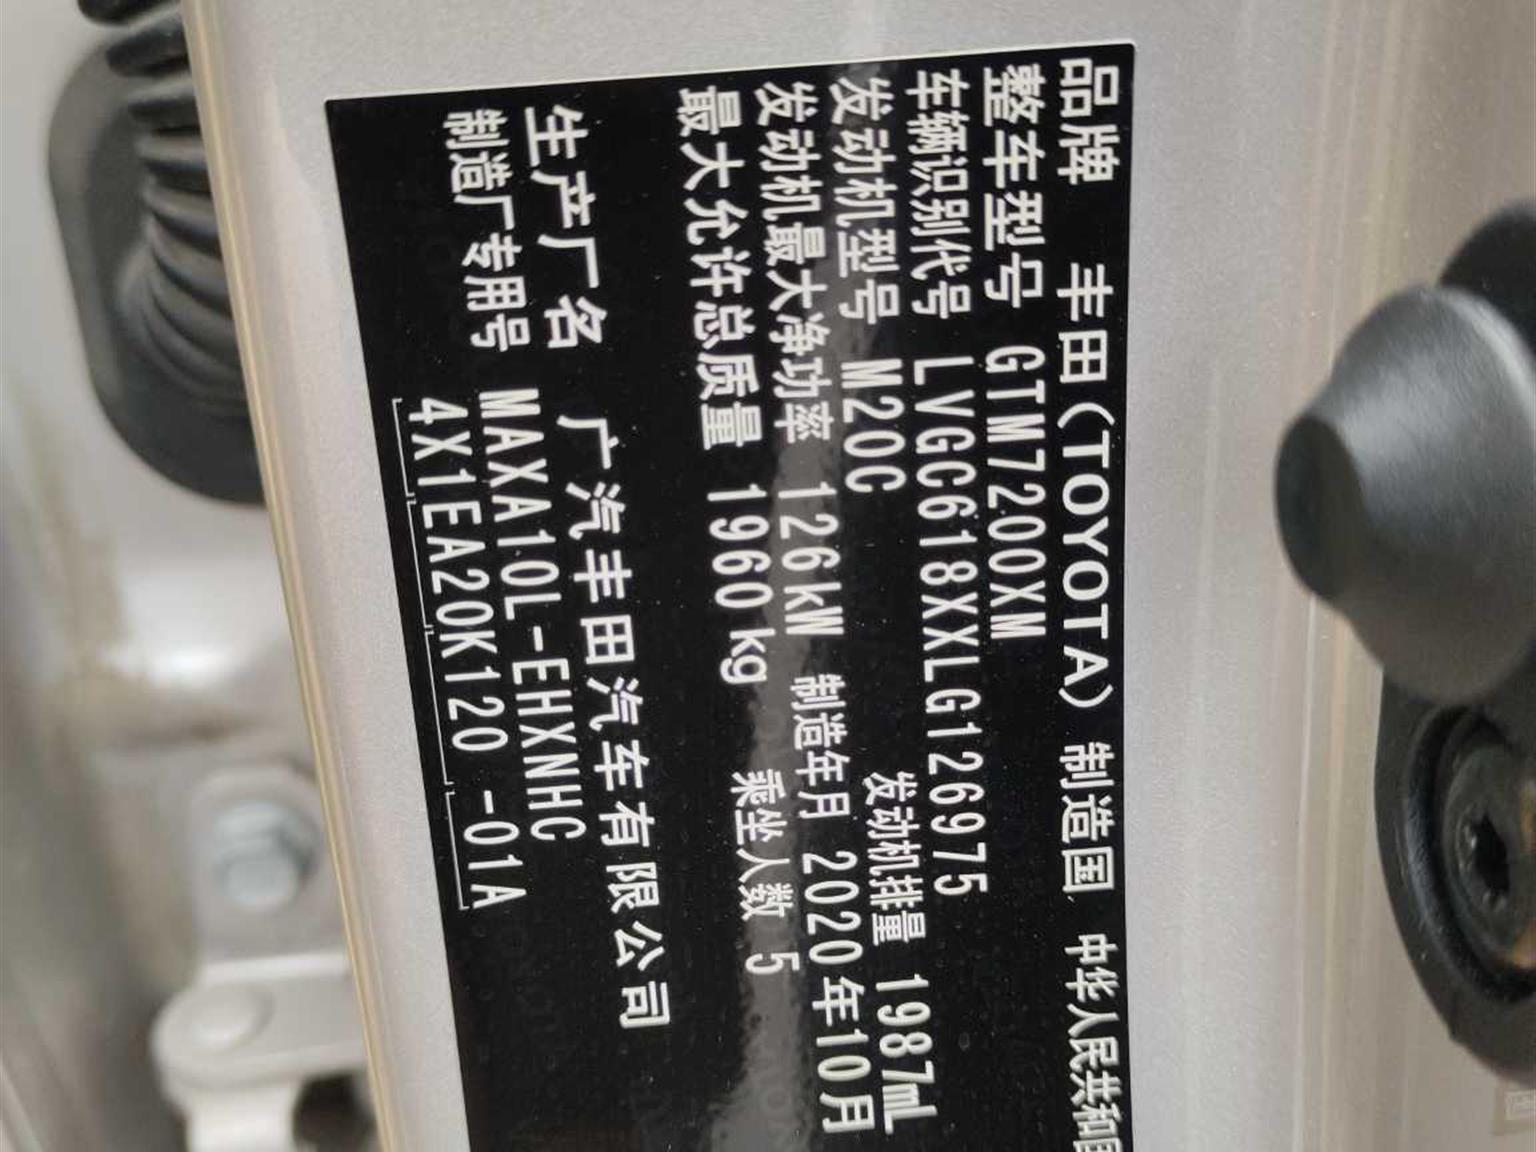 品牌 丰田(TOYOTA) 制造国 中华人民共和国
整车型号 GTM7200XM
车辆识别代号 LVGC618XXLG126975
发动机型号 M20C 发动机排量 1987mL
发动机最大净功率 126kW 制造年月 2020年10月
最大允许总质量 1960kg 乘坐人数 5
生产厂名 广汽丰田汽车有限公司
制造厂专用号 MAXA10L-EHXNHC
4X1EA20K120 -01A